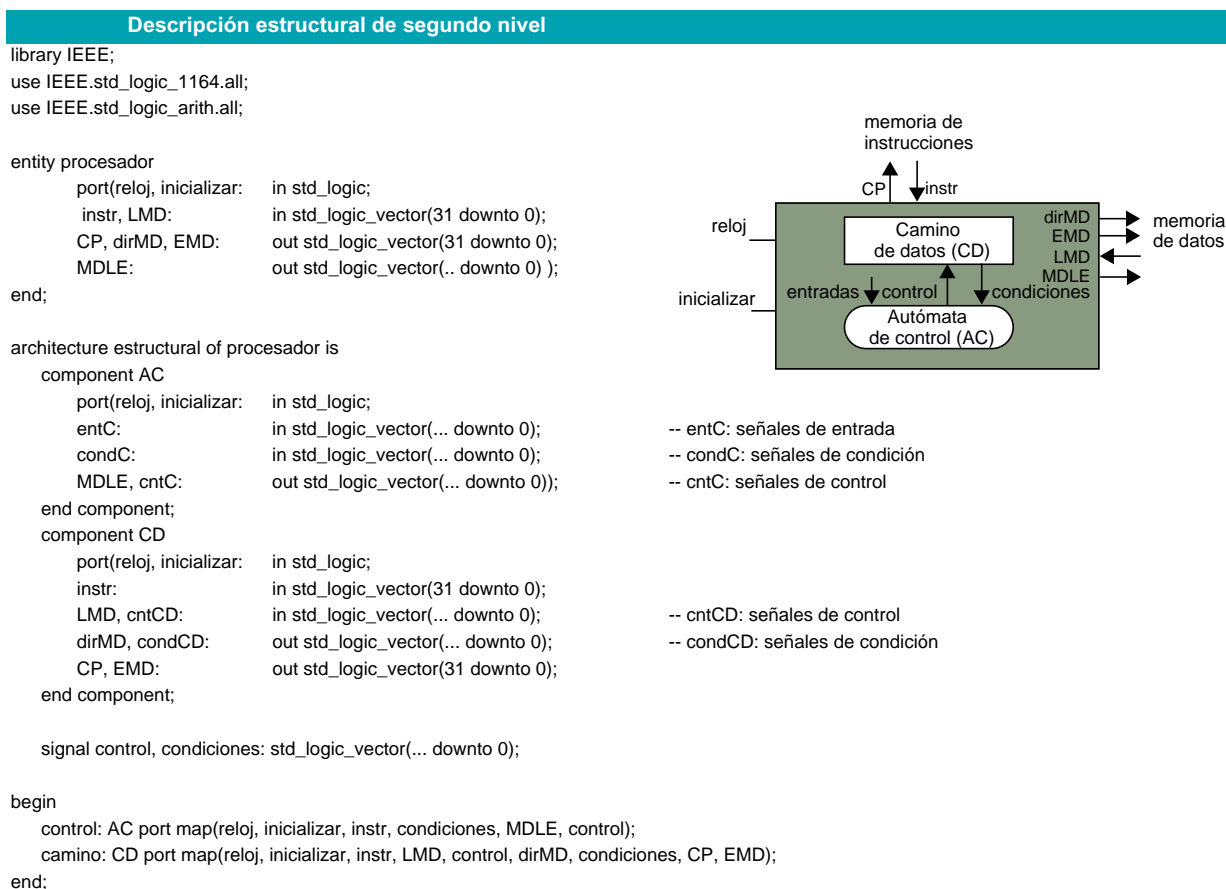 Descripción estructural de segundo nivel
library IEEE;
use IEEE.std_logic_1164.all;
use IEEE.std_logic_arith.all;
entity procesador
port(reloj, inicializar: in std_logic;
instr, LMD: in std_logic_vector(31 downto 0);
CP, dirMD, EMD: out std_logic_vector(31 downto 0);
MDLE: out std_logic_vector(.. downto 0) );
end;
memoria de
instrucciones
CP instr
reloj
inicializar
Camino
de datos (CD)
entradas control condiciones
Autómata
de control (AC)
dirMD
EMD
LMD
MDLE
memoria
de datos
architecture estructural of procesador is
component AC
port(reloj, inicializar: in std_logic;
entC: in std_logic_vector(... downto 0); -- entC: señales de entrada
condC: in std_logic_vector(... downto 0); -- condC: señales de condición
MDLE, cntC: out std_logic_vector(... downto 0)); -- cntC: señales de control
end component;
component CD
port(reloj, inicializar: in std_logic;
instr: in std_logic_vector(31 downto 0);
LMD, cntCD: in std_logic_vector(... downto 0); -- cntCD: señales de control
dirMD, condCD: out std_logic_vector(... downto 0); -- condCD: señales de condición
CP, EMD: out std_logic_vector(31 downto 0);
end component;
signal control, condiciones: std_logic_vector(... downto 0);
begin
control: AC port map(reloj, inicializar, instr, condiciones, MDLE, control);
camino: CD port map(reloj, inicializar, instr, LMD, control, dirMD, condiciones, CP, EMD);
end;